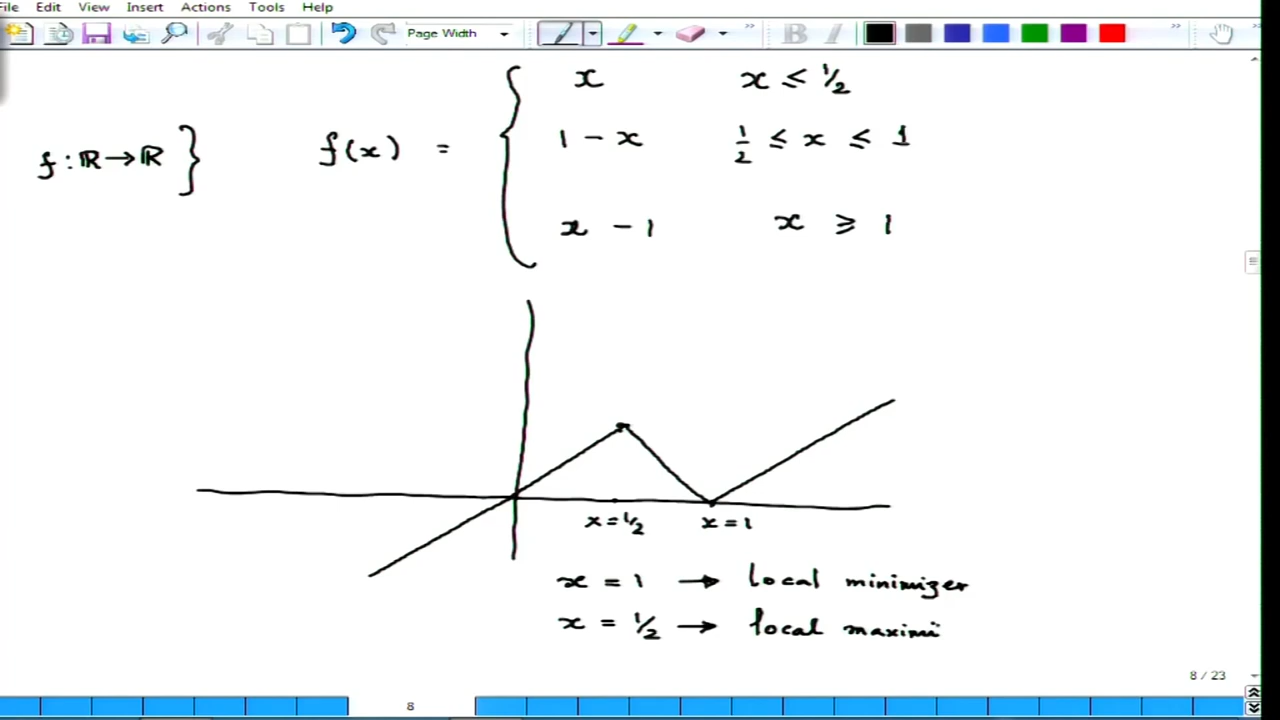 File Edit View Insert Actions Tools Help
Page Width
x x ≤ 1/2
f : ℝ → ℝ } f(x) = { 1 - x 1/2 ≤ x ≤ 1
x - 1 x ≥ 1
x = 1/2 x = 1
x = 1 → local minimizer
x = 1/2 → local maximi
8 / 23
8